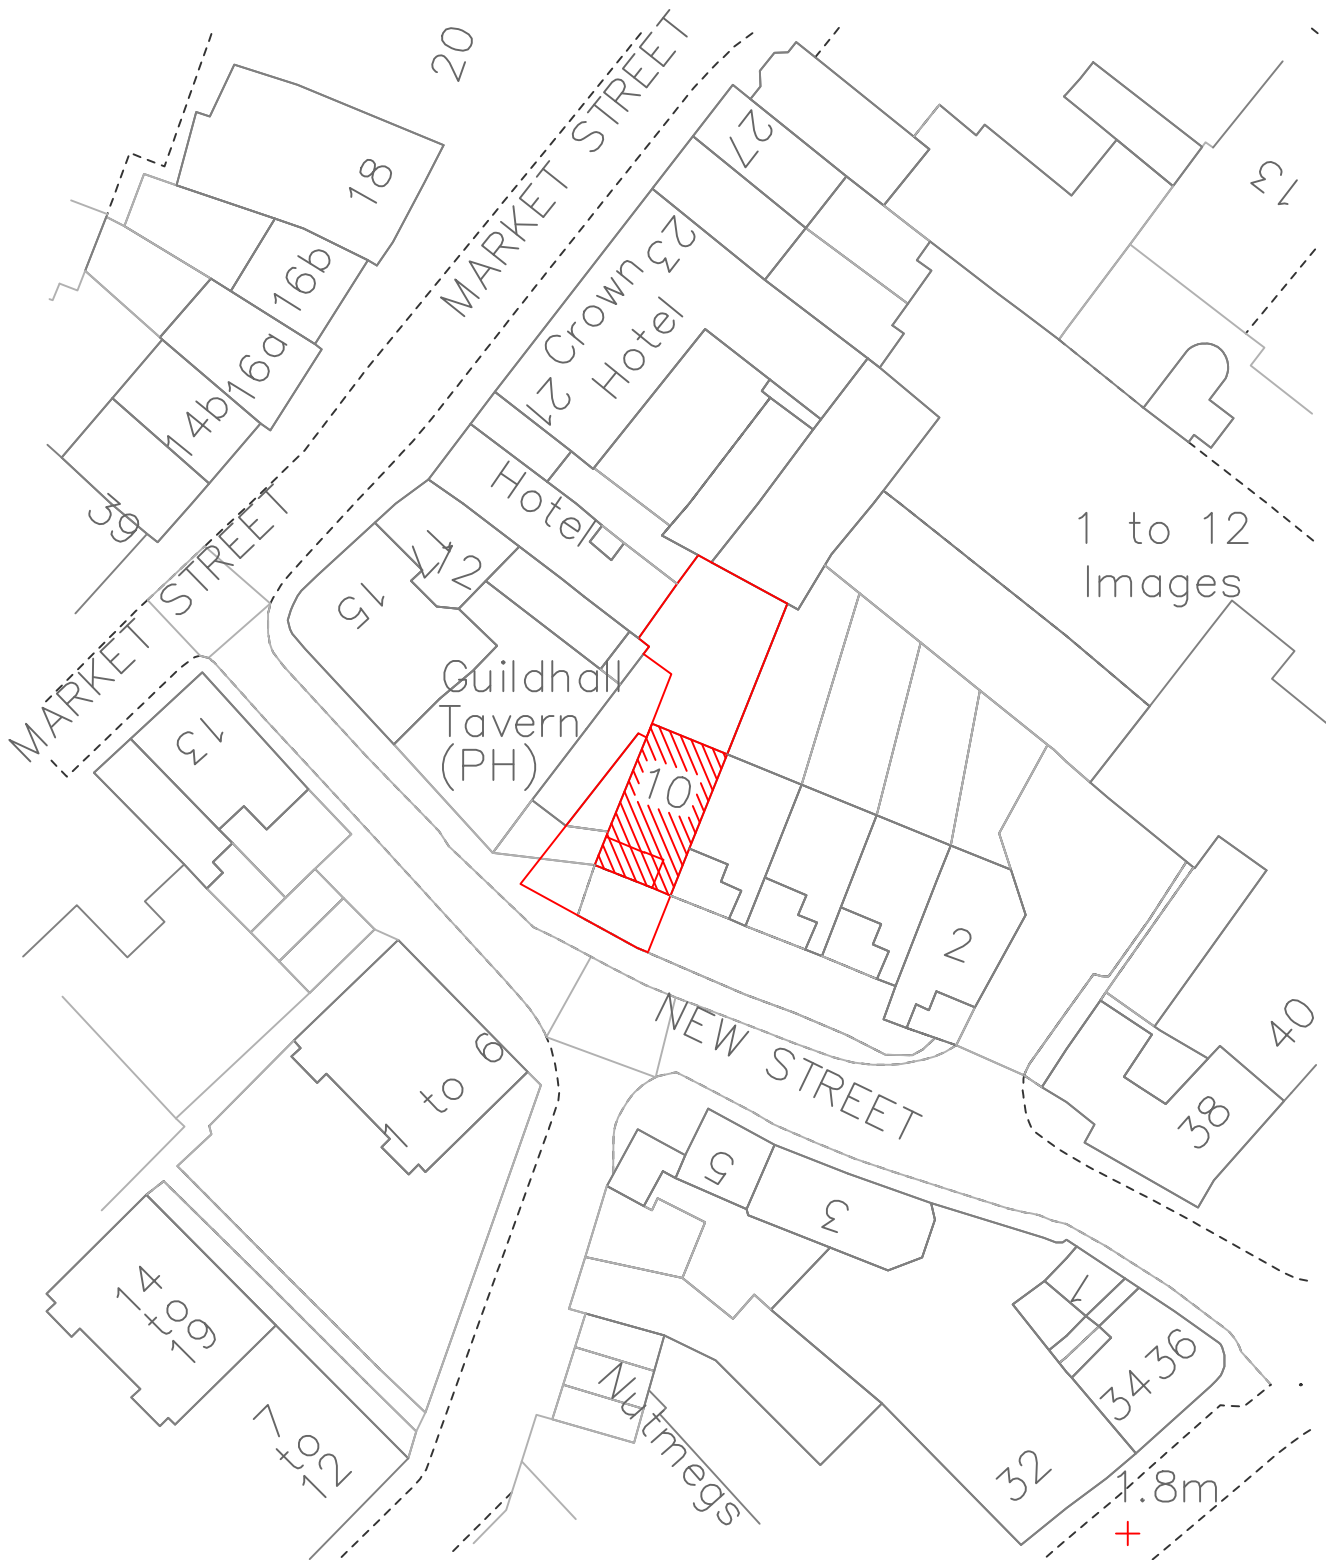 20
MARKET STREET
27
18
13
16b
23
Crown
Hotel
16a
21
14b
Hotel
39
MARKET STREET
17
12
15
1 to 12
Images
Guildhall
Tavern
(PH)
13
10
2
NEW STREET
40
1 to 6
38
5
3
14
to
19
1
36
34
Nutmegs
7
to
12
32
1.8m